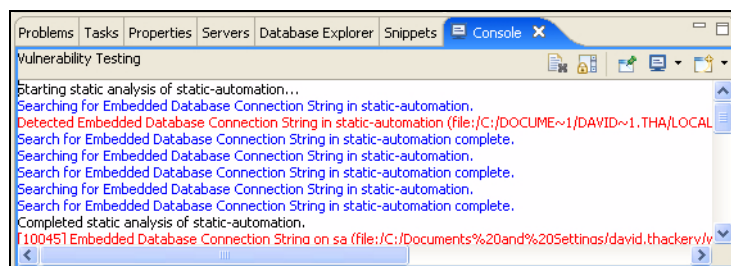 Problems Tasks Properties Servers Database Explorer Snippets Console
Vulnerability Testing
Starting static analysis of static-automation...
Searching for Embedded Database Connection String in static-automation.
Detected Embedded Database Connection String in static-automation (file:/C:/DOCUME~1/DAVID~1.THA/LOCAL
Search for Embedded Database Connection String in static-automation complete.
Searching for Embedded Database Connection String in static-automation.
Search for Embedded Database Connection String in static-automation complete.
Searching for Embedded Database Connection String in static-automation.
Search for Embedded Database Connection String in static-automation complete.
Completed static analysis of static-automation.
[10045] Embedded Database Connection String on sa (file:/C:/Documents%20and%20Settings/david.thackery/